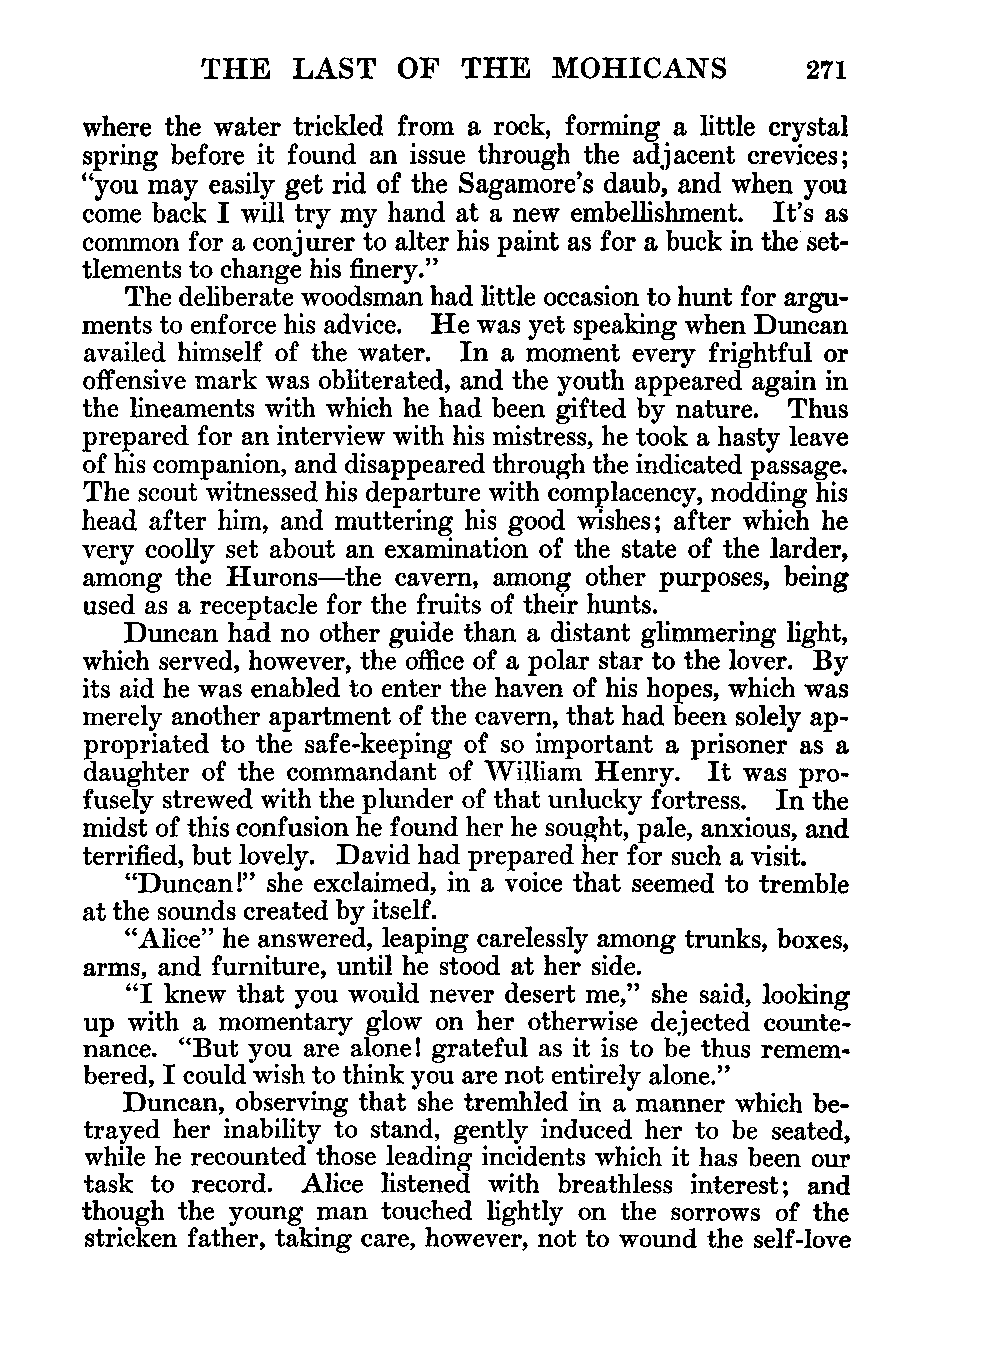 THE LAST OF THE MOHICANS 271
where the water trickled from a rock, forming a little crystal
spring before it found an issue through the adjacent crevices;
“you may easily get rid of the Sagamore’s daub, and when you
come back I will try my hand at a new embellishment. It’s as
common for a conjurer to alter his paint as for a buck in the set-
tlements to change his finery.”
The deliberate woodsman had little occasion to hunt for argu-
ments to enforce his advice. He was yet speaking when Duncan
availed himself of the water. In a moment every frightful or
offensive mark was obliterated, and the youth appeared again in
the lineaments with which he had been gifted by nature. Thus
prepared for an interview with his mistress, he took a hasty leave
of his companion, and disappeared through the indicated passage.
The scout witnessed his departure with complacency, nodding his
head after him, and muttering his good wishes; after which he
very coolly set about an examination of the state of the larder,
among the Hurons—the cavern, among other purposes, being
used as a receptacle for the fruits of their hunts.
Duncan had no other guide than a distant glimmering light,
which served, however, the office of a polar star to the lover. By
its aid he was enabled to enter the haven of his hopes, which was
merely another apartment of the cavern, that had been solely ap-
propriated to the safe-keeping of so important a prisoner as a
daughter of the commandant of William Henry. It was pro-
fusely strewed with the plunder of that unlucky fortress. In the
midst of this confusion he found her he sought, pale, anxious, and
terrified, but lovely. David had prepared her for such a visit.
“Duncan!” she exclaimed, in a voice that seemed to tremble
at the sounds created by itself.
“Alice” he answered, leaping carelessly among trunks, boxes,
arms, and furniture, until he stood at her side.
“I knew that you would never desert me,” she said, looking
up with a momentary glow on her otherwise dejected counte-
nance. “But you are alone! grateful as it is to be thus remem-
bered, I could wish to think you are not entirely alone.”
Duncan, observing that she tremhled in a manner which be-
trayed her inability to stand, gently induced her to be seated,
while he recounted those leading incidents which it has been our
task to record. Alice listened with breathless interest; and
though the young man touched lightly on the sorrows of the
stricken father, taking care, however, not to wound the self-love